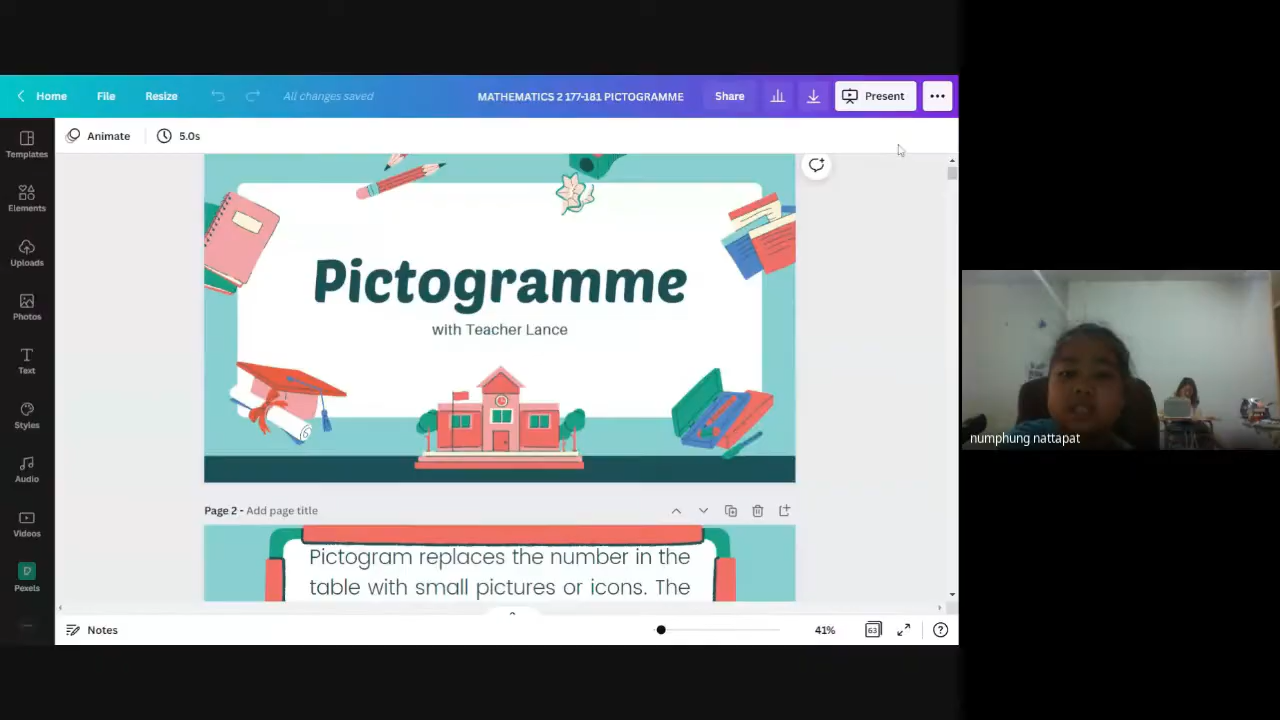 Home File Resize All changes saved MATHEMATICS 2 177-181 PICTOGRAMME Share Present
Animate 5.0s
Templates
Elements
Uploads
Photos
Text
Styles
Audio
Videos
Pexels
Pictogramme
with Teacher Lance
Page 2 - Add page title
Pictogram replaces the number in the
table with small pictures or icons. The
Notes 41% 63
numphung nattapat